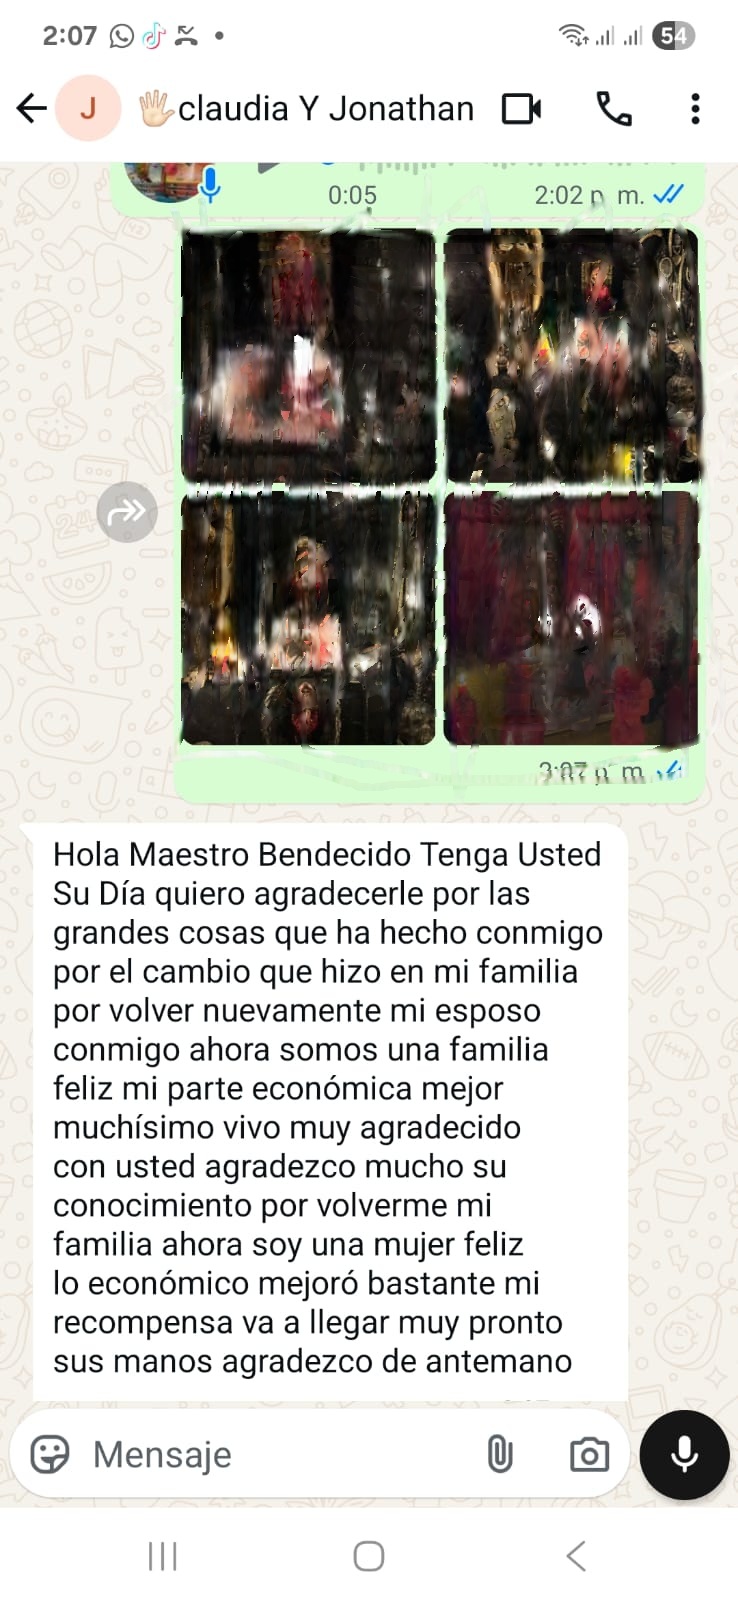 2:07
54
J
claudia Y Jonathan
0:05
2:02 p m.
Hola Maestro Bendecido Tenga Usted
Su Día quiero agradecerle por las
grandes cosas que ha hecho conmigo
por el cambio que hizo en mi familia
por volver nuevamente mi esposo
conmigo ahora somos una familia
feliz mi parte económica mejor
muchísimo vivo muy agradecido
con usted agradezco mucho su
conocimiento por volverme mi
familia ahora soy una mujer feliz
lo económico mejoró bastante mi
recompensa va a llegar muy pronto
sus manos agradezco de antemano
Mensaje